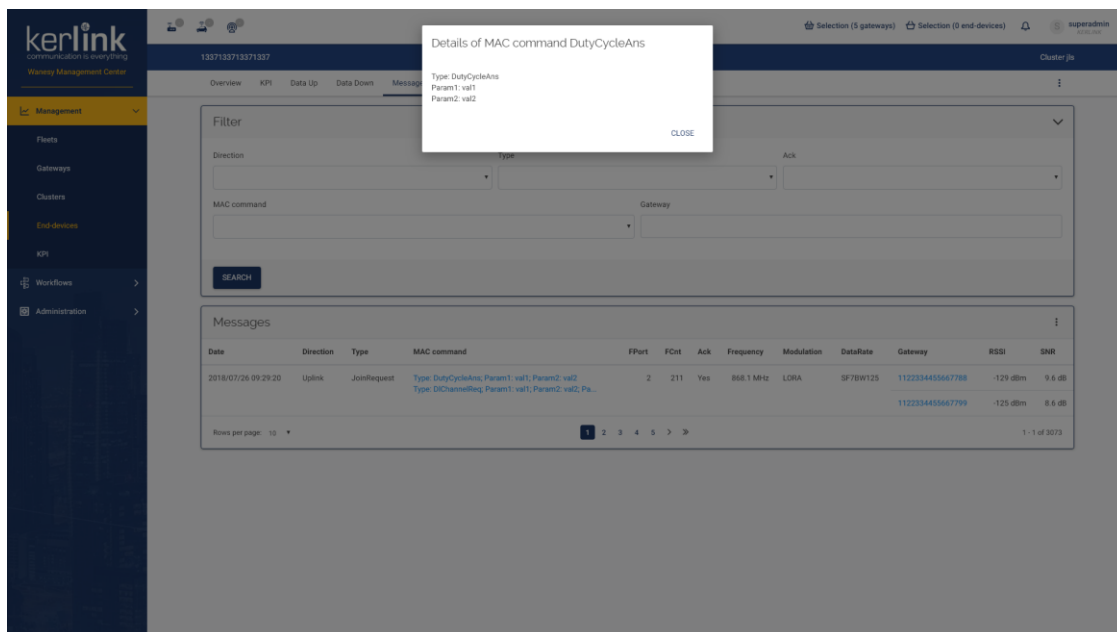 kerlink
communication is everything
Wanesy Management Center
Management
Fleets
Gateways
Clusters
End-devices
KPI
Workflows
Administration
Selection (5 gateways)
Selection (0 end-devices)
S
superadmin
1337133713371337
Cluster jls
Overview
KPI
Data Up
Data Down
Message
Details of MAC command DutyCycleAns
Type: DutyCycleAns
Param1: val1
Param2: val2
CLOSE
Filter
Direction
Type
Ack
MAC command
Gateway
SEARCH
Messages
Date Direction Type MAC command FPort FCnt Ack Frequency Modulation DataRate Gateway RSSI SNR
2018/07/26 09:29:20 Uplink JoinRequest Type: DutyCycleAns; Param1: val1; Param2: val2 2 211 Yes 868.1 MHz LORA SF7BW125 1122334455667788 -129 dBm 9.6 dB
Type: DlChannelReq; Param1: val1; Param2: val2; Pa...
1122334455667799 -125 dBm 8.6 dB
Rows per page: 10
1 2 3 4 5
1 - 1 of 3073